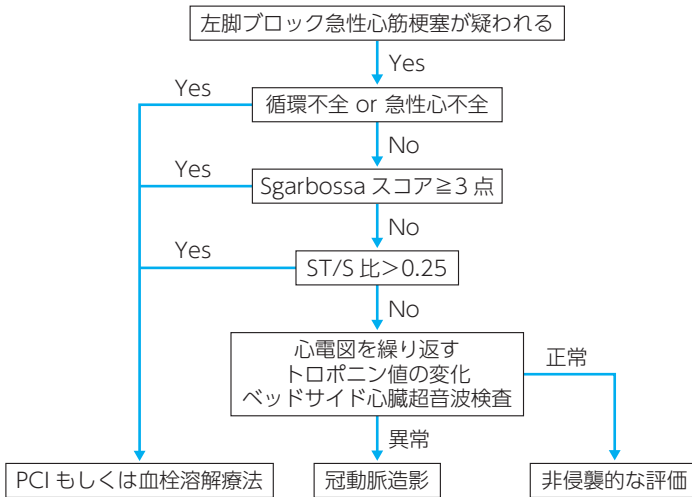 左脚ブロック急性心筋梗塞が疑われる
Yes
Yes
循環不全 or 急性心不全
No
Yes
Sgarbossa スコア≧3 点
No
Yes
ST/S 比>0.25
No
心電図を繰り返す
トロポニン値の変化
ベッドサイド心臓超音波検査
正常
異常
PCI もしくは血栓溶解療法
冠動脈造影
非侵襲的な評価